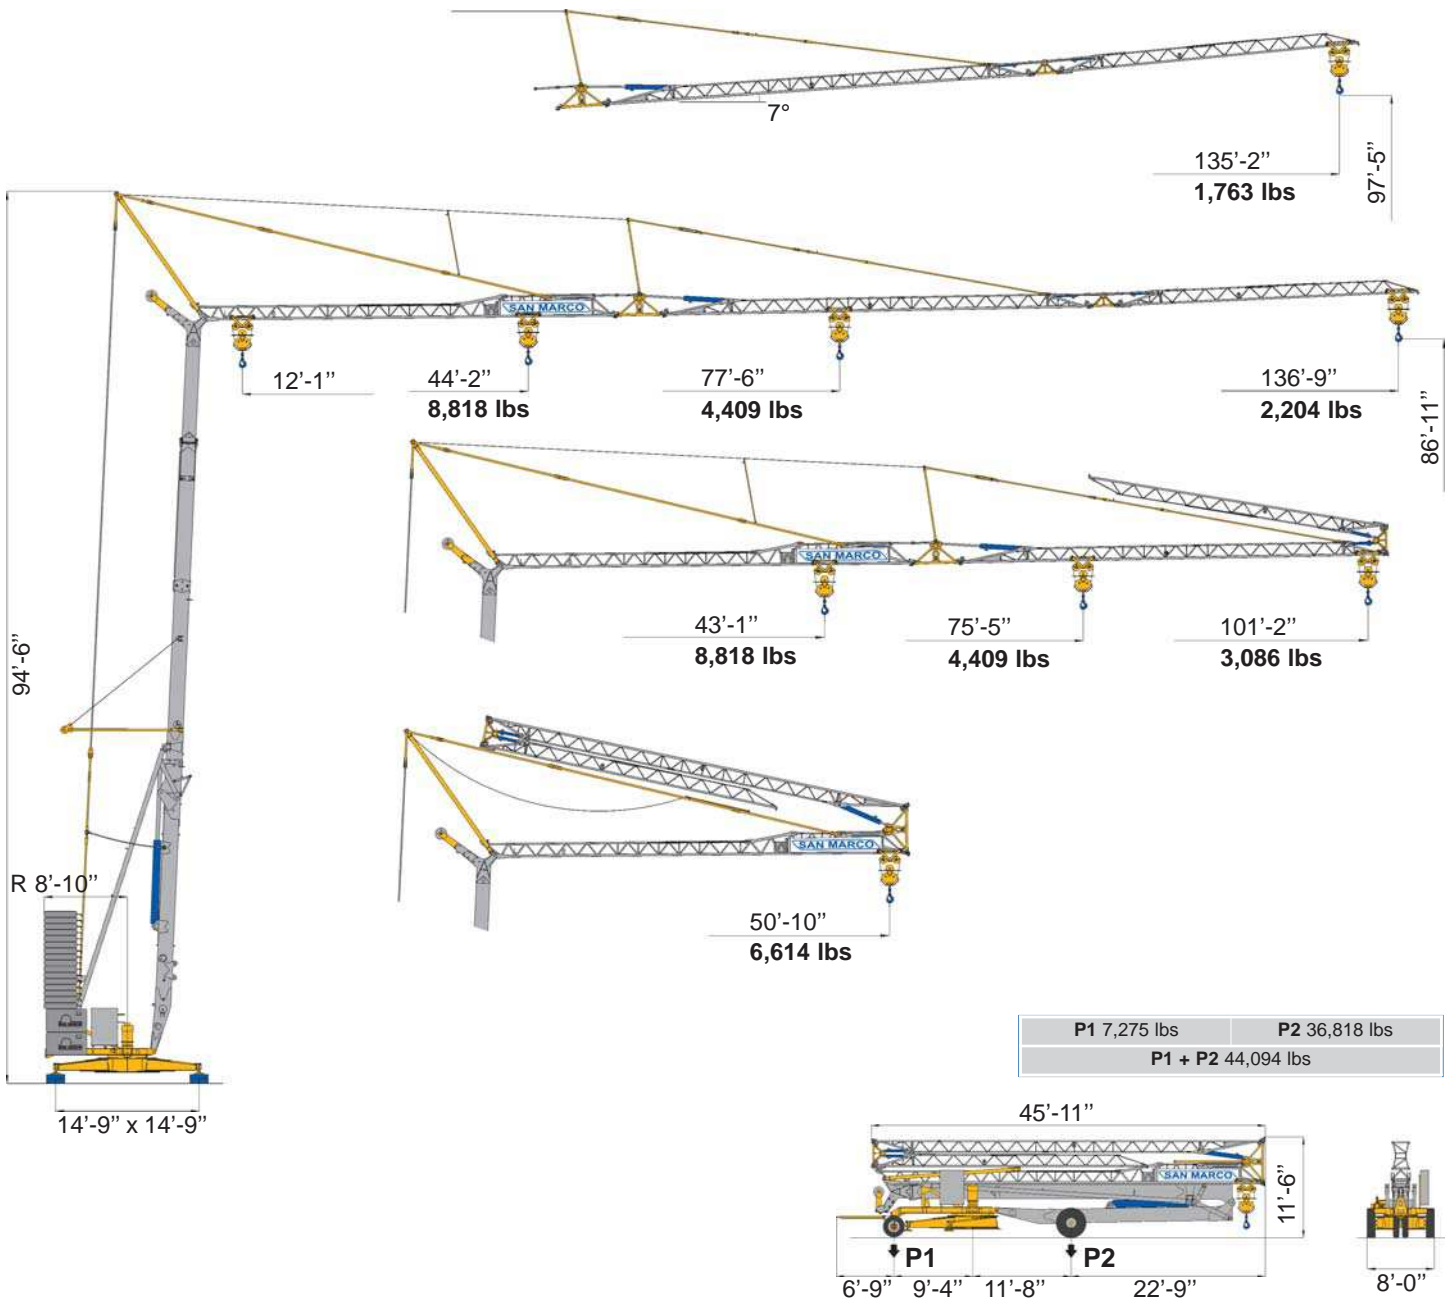 7°
135’-2’’
1,763 lbs
97’-5’’
SAN MARCO
12’-1’’
44’-2’’
8,818 lbs
77’-6’’
4,409 lbs
136’-9’’
2,204 lbs
86’-11’’
94’-6’’
SAN MARCO
43’-1’’
8,818 lbs
75’-5’’
4,409 lbs
101’-2’’
3,086 lbs
SAN MARCO
50’-10’’
6,614 lbs
R 8’-10’’
14’-9’’ x 14’-9’’
P1 7,275 lbs P2 36,818 lbs
P1 + P2 44,094 lbs
45’-11’’
SAN MARCO
11’-6’’
P1 P2
6’-9’’ 9’-4’’ 11’-8’’ 22’-9’’
8’-0’’